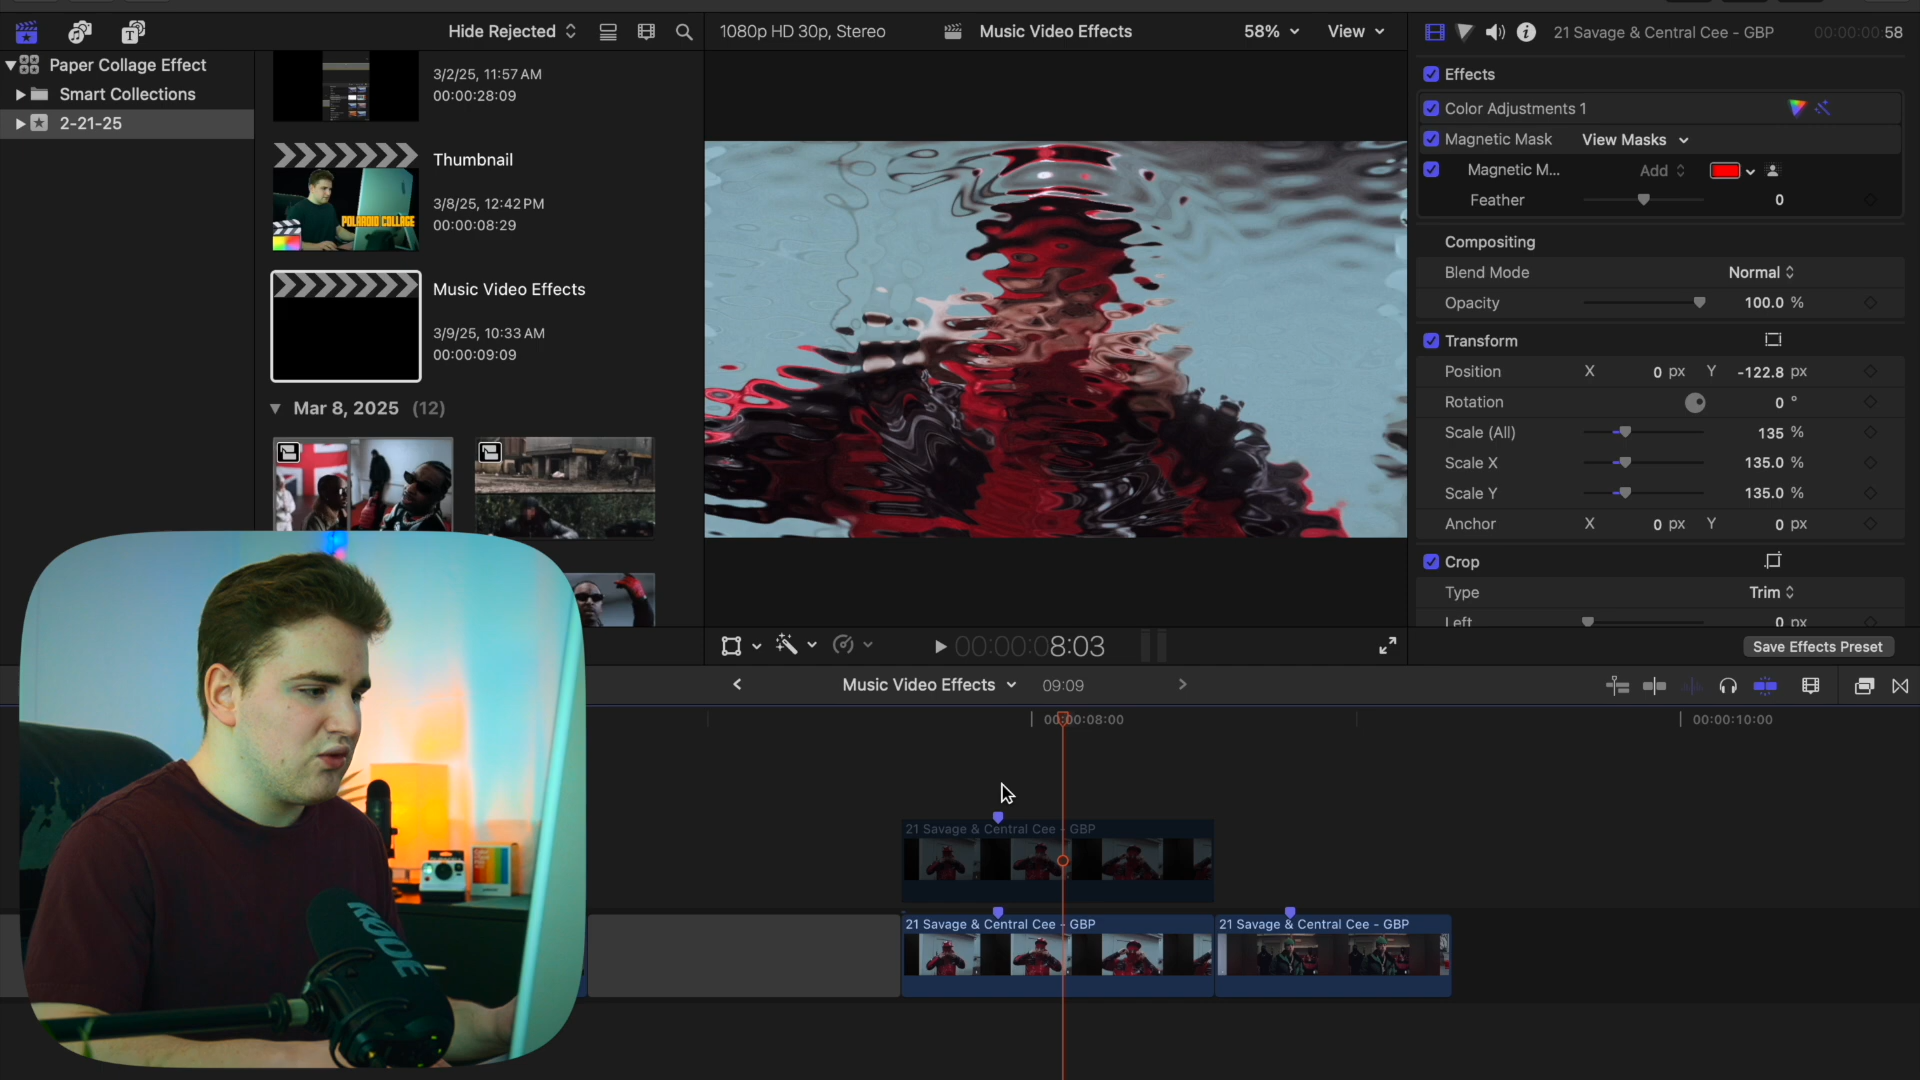 Hide Rejected
1080p HD 30p, Stereo
Music Video Effects
58%
View
21 Savage & Central Cee - GBP
00:00:00:58
Paper Collage Effect
Smart Collections
2-21-25
3/2/25, 11:57 AM
00:00:28:09
Thumbnail
3/8/25, 12:42 PM
00:00:08:29
POLAROID COLLAGE
Music Video Effects
3/9/25, 10:33 AM
00:00:09:09
Mar 8, 2025 (12)
Effects
Color Adjustments 1
Magnetic Mask View Masks
Magnetic M... Add
Feather 0
Compositing
Blend Mode Normal
Opacity 100.0 %
Transform
Position X 0 px Y -122.8 px
Rotation 0 °
Scale (All) 135 %
Scale X 135.0 %
Scale Y 135.0 %
Anchor X 0 px Y 0 px
Crop
Type Trim
Left 0 px
Save Effects Preset
00:00:08:03
Music Video Effects 09:09
00:00:08:00
00:00:10:00
21 Savage & Central Cee - GBP
21 Savage & Central Cee - GBP
21 Savage & Central Cee - GBP
RØDE